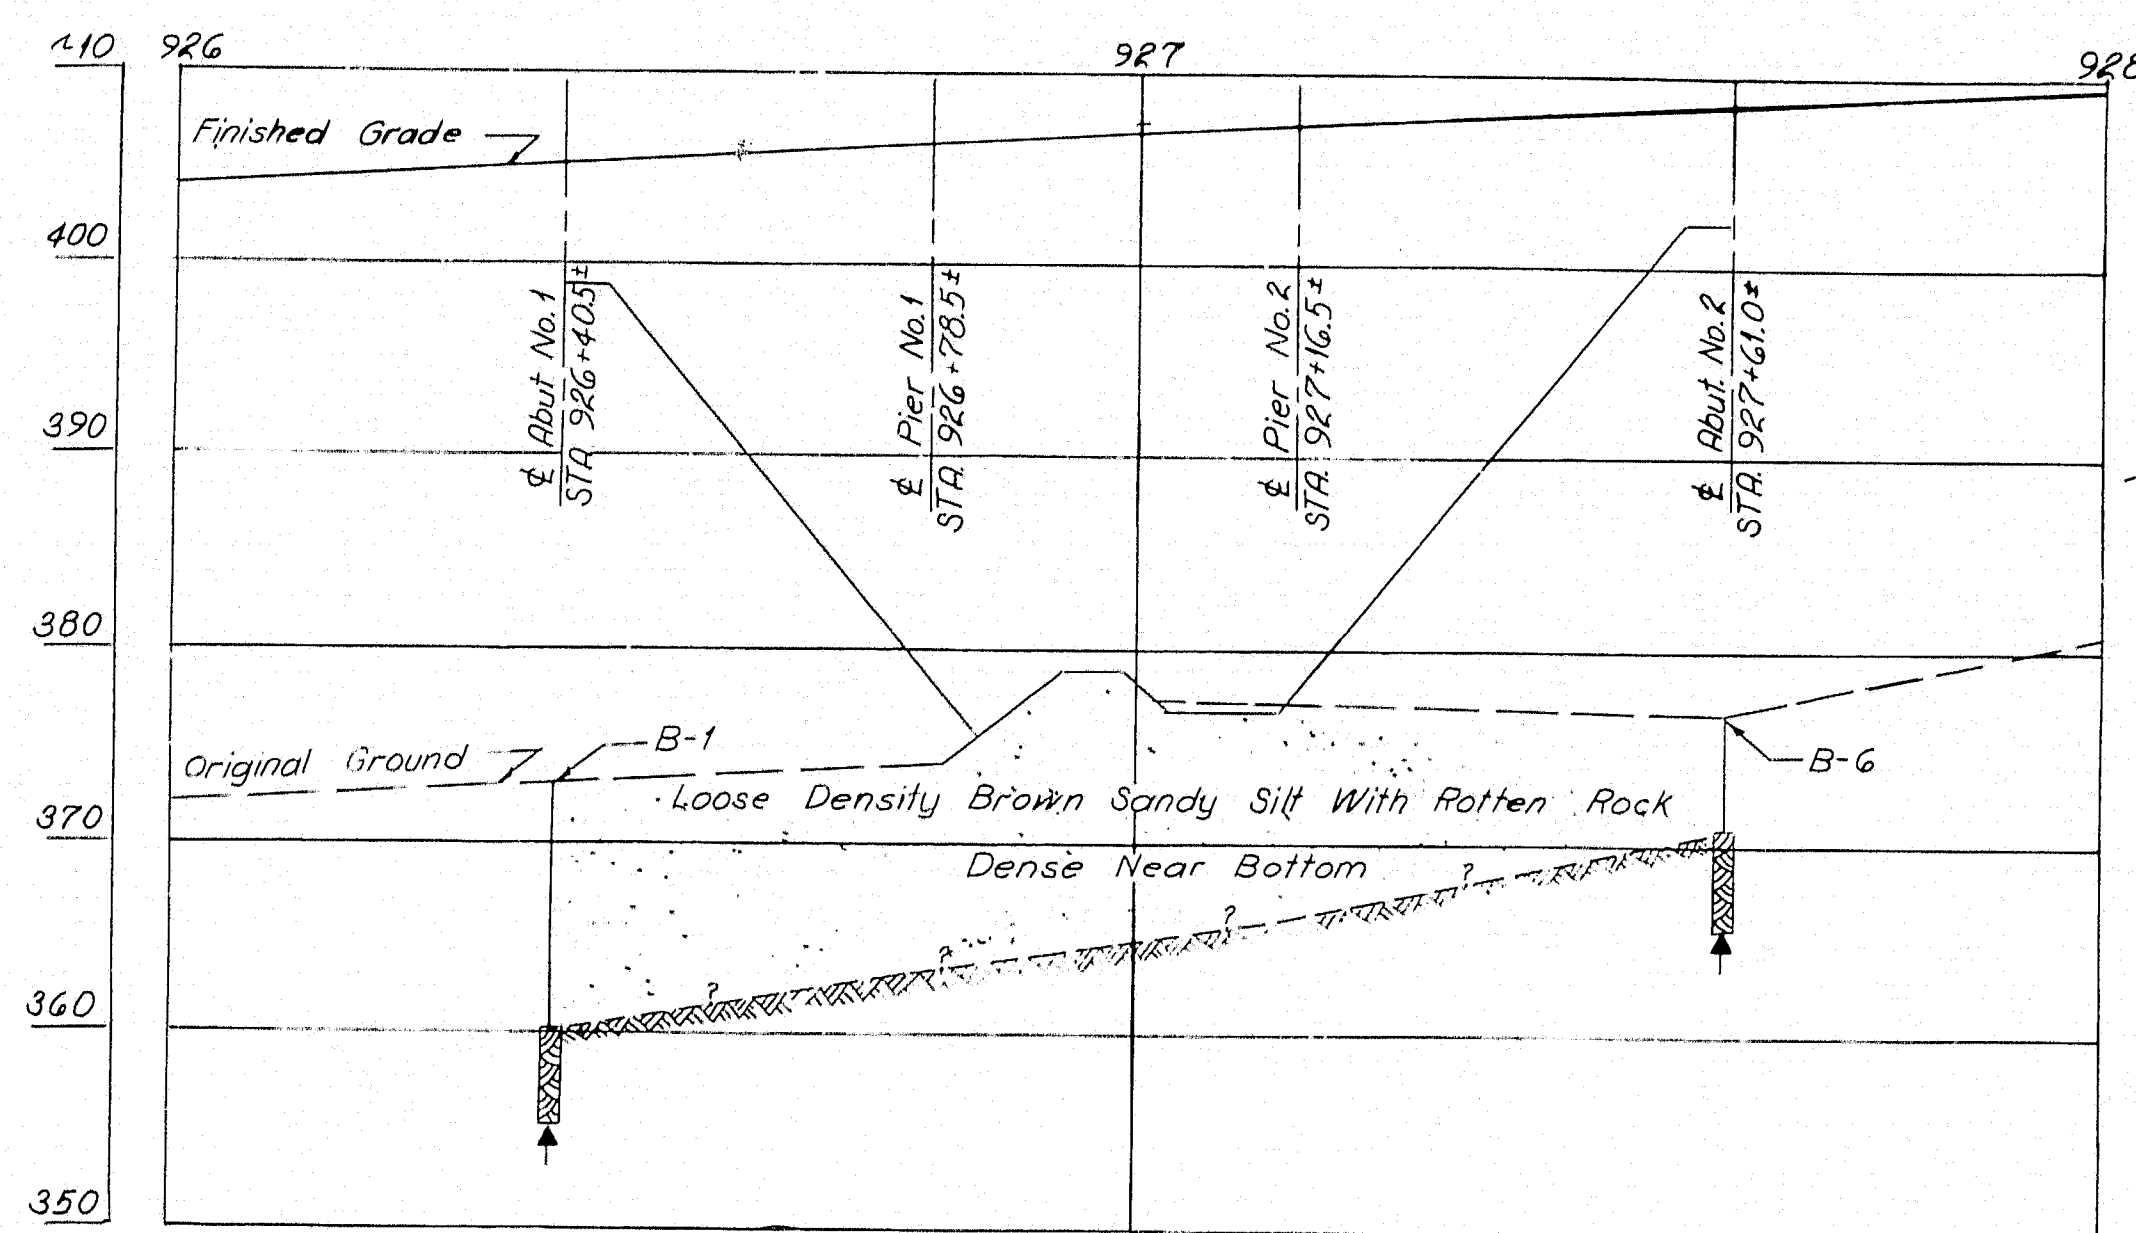 926 927 928
Finished Grade
400
390
380
370
360
350
℄ Abut No.1
STA 926+40.5±
℄ Pier No.1
STA. 926+78.5±
℄ Pier No.2
STA. 927+16.5±
℄ Abut. No.2
STA. 927+61.0±
Original Ground
B-1
B-6
Loose Density Brown Sandy Silt With Rotten Rock
Dense Near Bottom
?
?
?
?